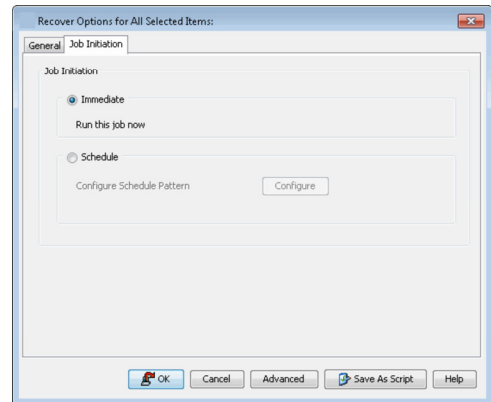 Recover Options for All Selected Items:
General Job Initiation
Job Initiation
Immediate
Run this job now
Schedule
Configure Schedule Pattern Configure
OK Cancel Advanced Save As Script Help